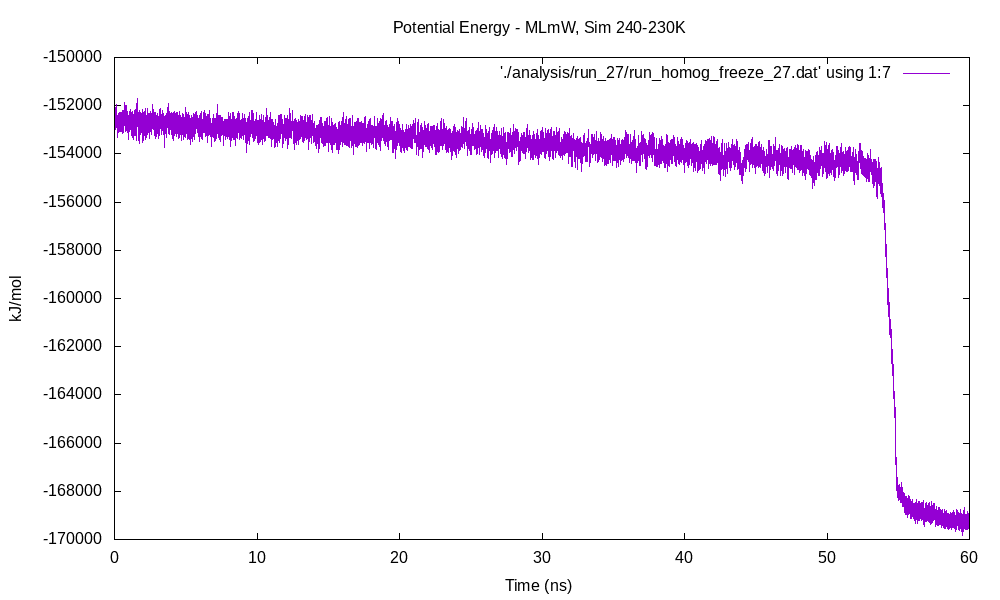 Potential Energy - MLmW, Sim 240-230K
'./analysis/run_27/run_homog_freeze_27.dat' using 1:7
-150000
-152000
-154000
-156000
-158000
-160000
-162000
-164000
-166000
-168000
-170000
kJ/mol
0 10 20 30 40 50 60
Time (ns)